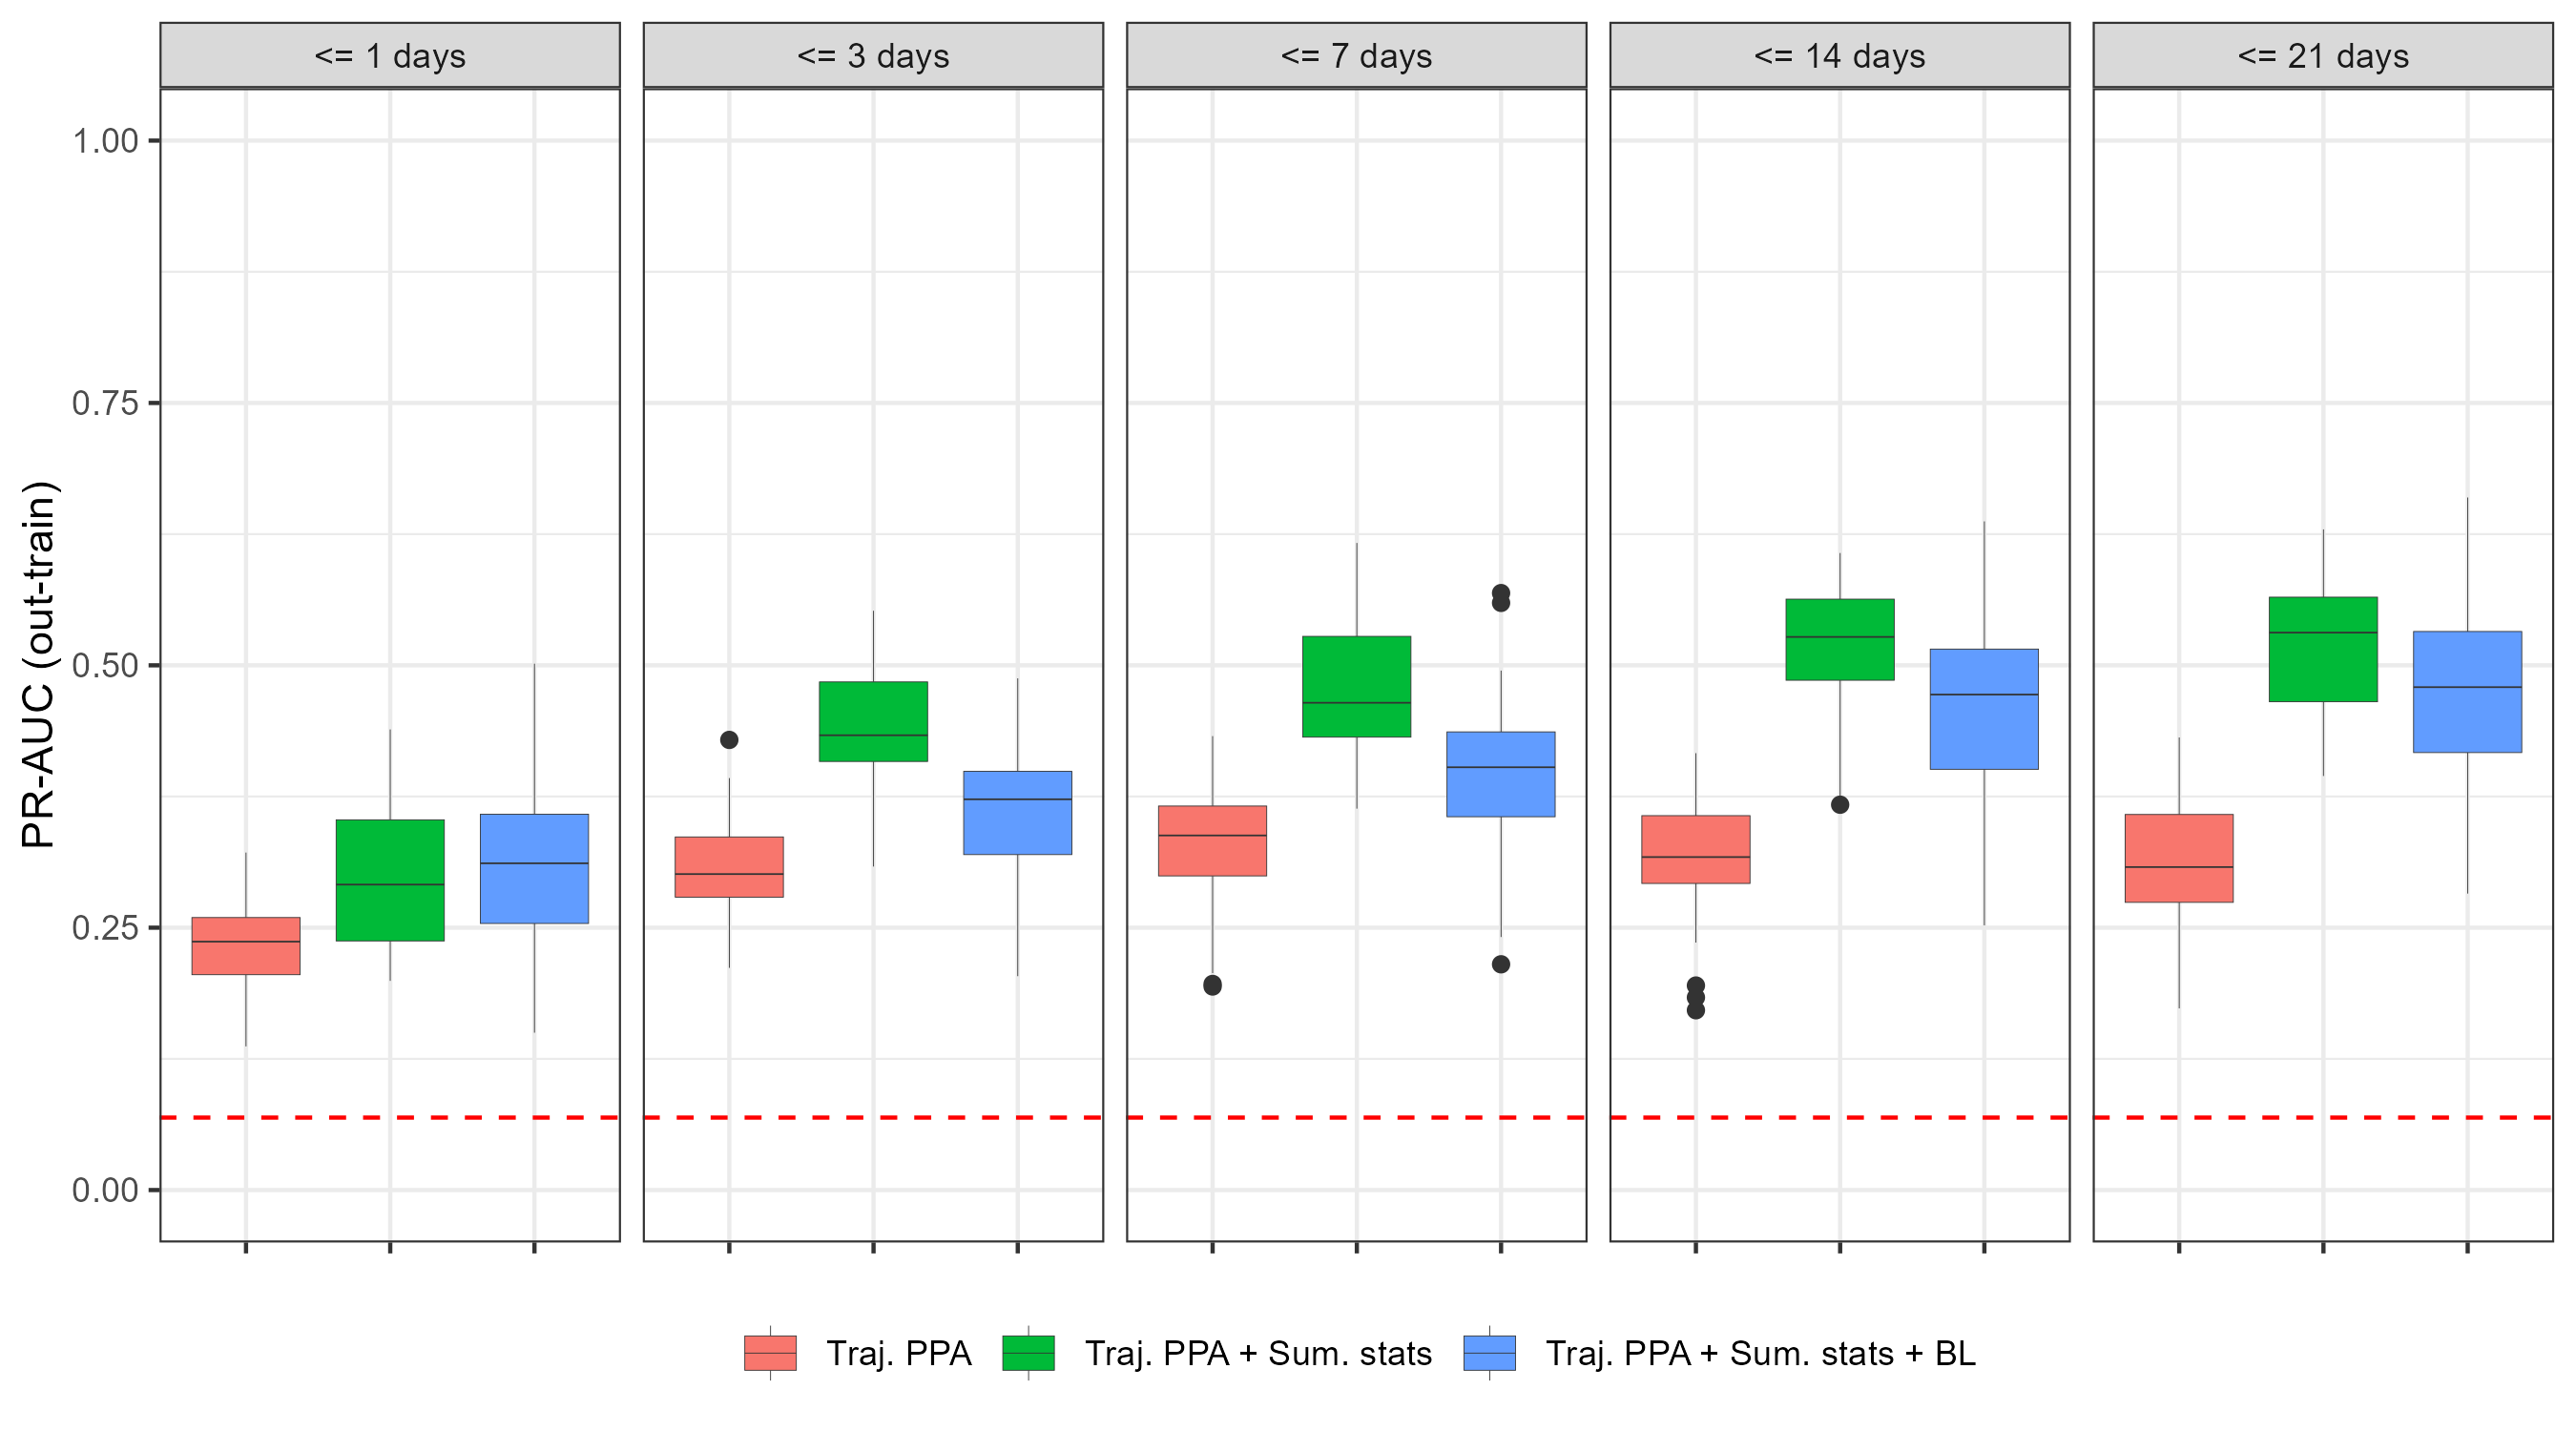 <= 1 days
<= 3 days
<= 7 days
<= 14 days
<= 21 days
PR-AUC (out-train)
1.00
0.75
0.50
0.25
0.00
Traj. PPA
Traj. PPA + Sum. stats
Traj. PPA + Sum. stats + BL